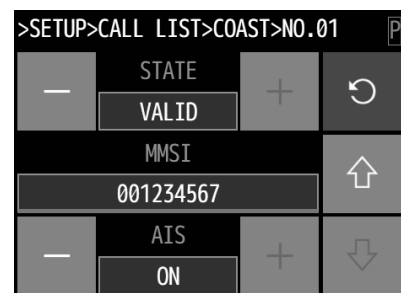 >SETUP>CALL LIST>COAST>NO.01 P
STATE
VALID
MMSI
001234567
AIS
ON